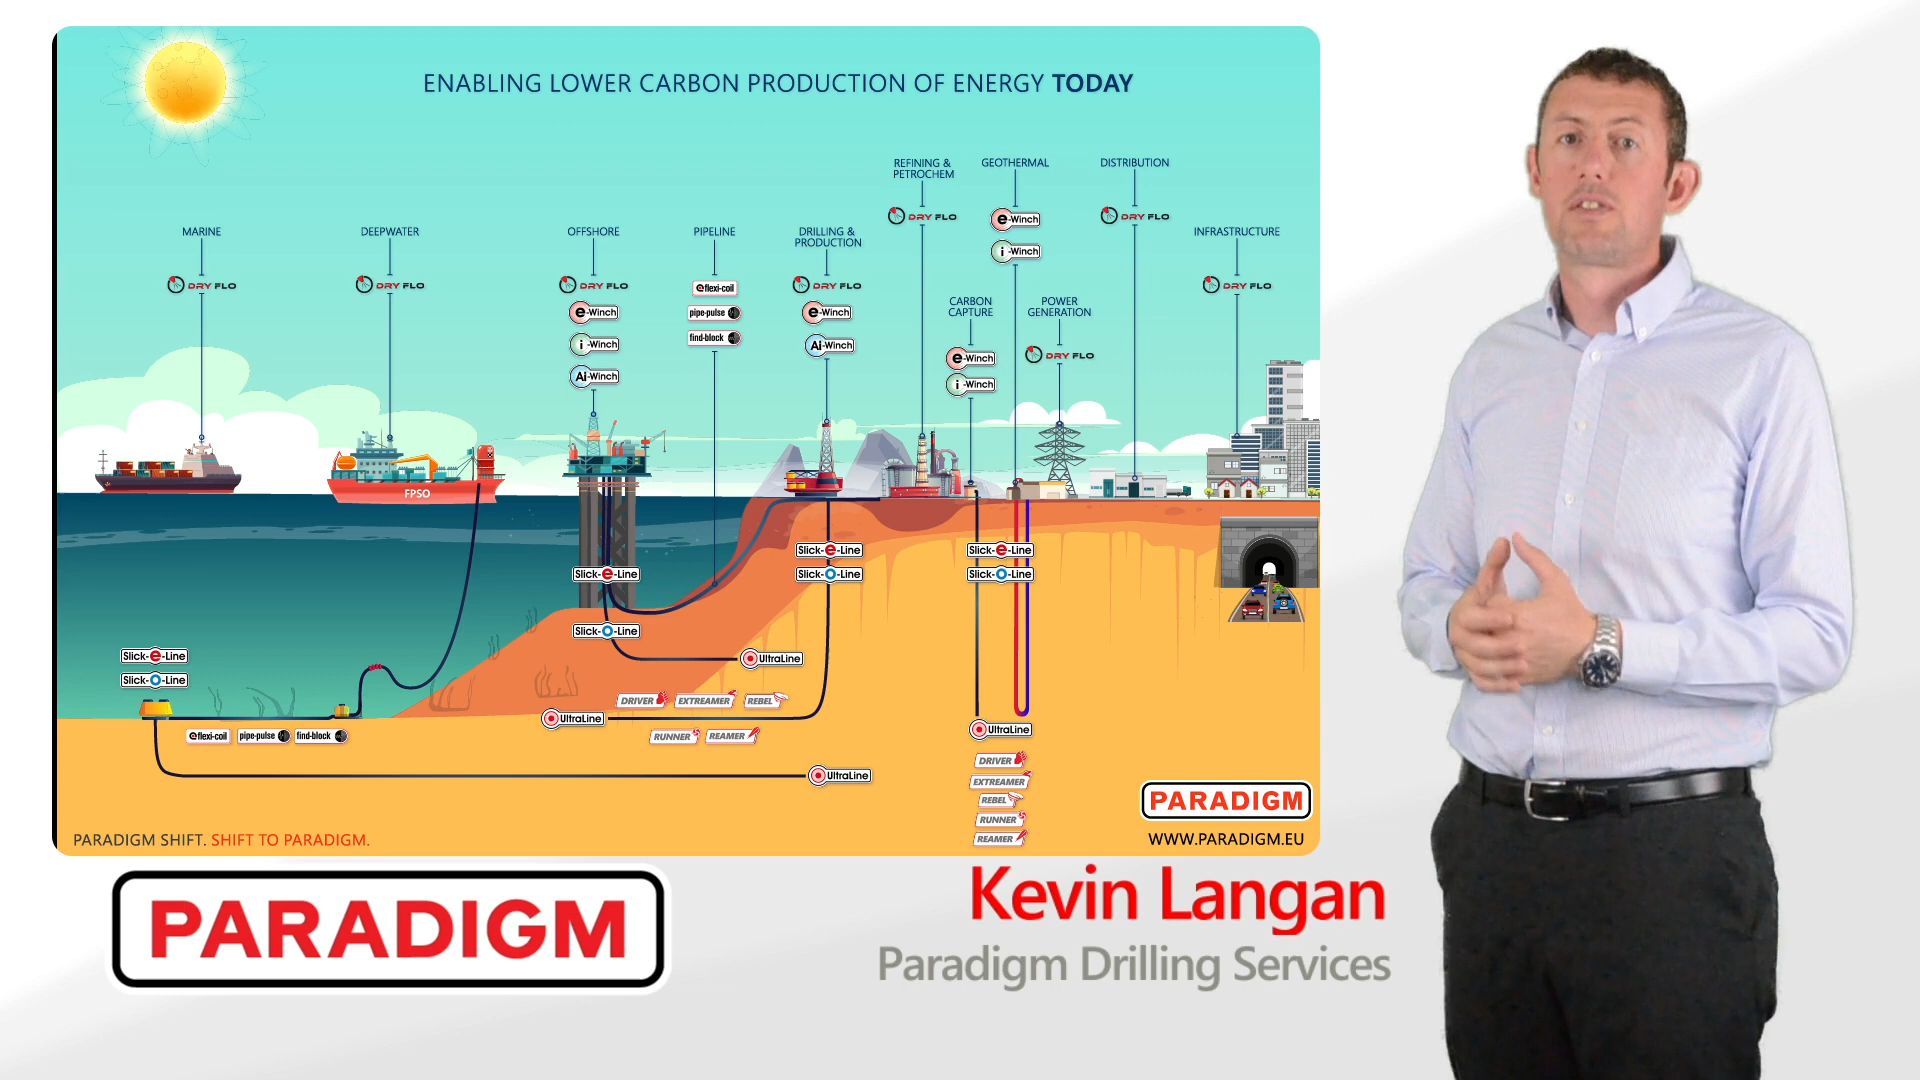 ENABLING LOWER CARBON PRODUCTION OF ENERGY TODAY
REFINING &
PETROCHEM
DRY FLO
GEOTHERMAL
e-Winch
i-Winch
DISTRIBUTION
DRY FLO
MARINE
DRY FLO
DEEPWATER
DRY FLO
OFFSHORE
DRY FLO
e-Winch
i-Winch
Ai-Winch
PIPELINE
eflexi-coil
pipe-pulse
find-block
DRILLING &
PRODUCTION
DRY FLO
e-Winch
Ai-Winch
INFRASTRUCTURE
DRY FLO
CARBON
CAPTURE
e-Winch
i-Winch
POWER
GENERATION
DRY FLO
FPSO
Slick-e-Line
Slick-o-Line
Slick-e-Line
Slick-o-Line
Slick-e-Line
Slick-o-Line
UltraLine
Slick-e-Line
Slick-o-Line
DRIVER EXTREAMER REBEL
UltraLine
RUNNER REAMER
eflexi-coil pipe-pulse find-block
UltraLine
UltraLine
DRIVER
EXTREAMER
REBEL
RUNNER
REAMER
PARADIGM
WWW.PARADIGM.EU
PARADIGM SHIFT. SHIFT TO PARADIGM.
PARADIGM
Kevin Langan
Paradigm Drilling Services